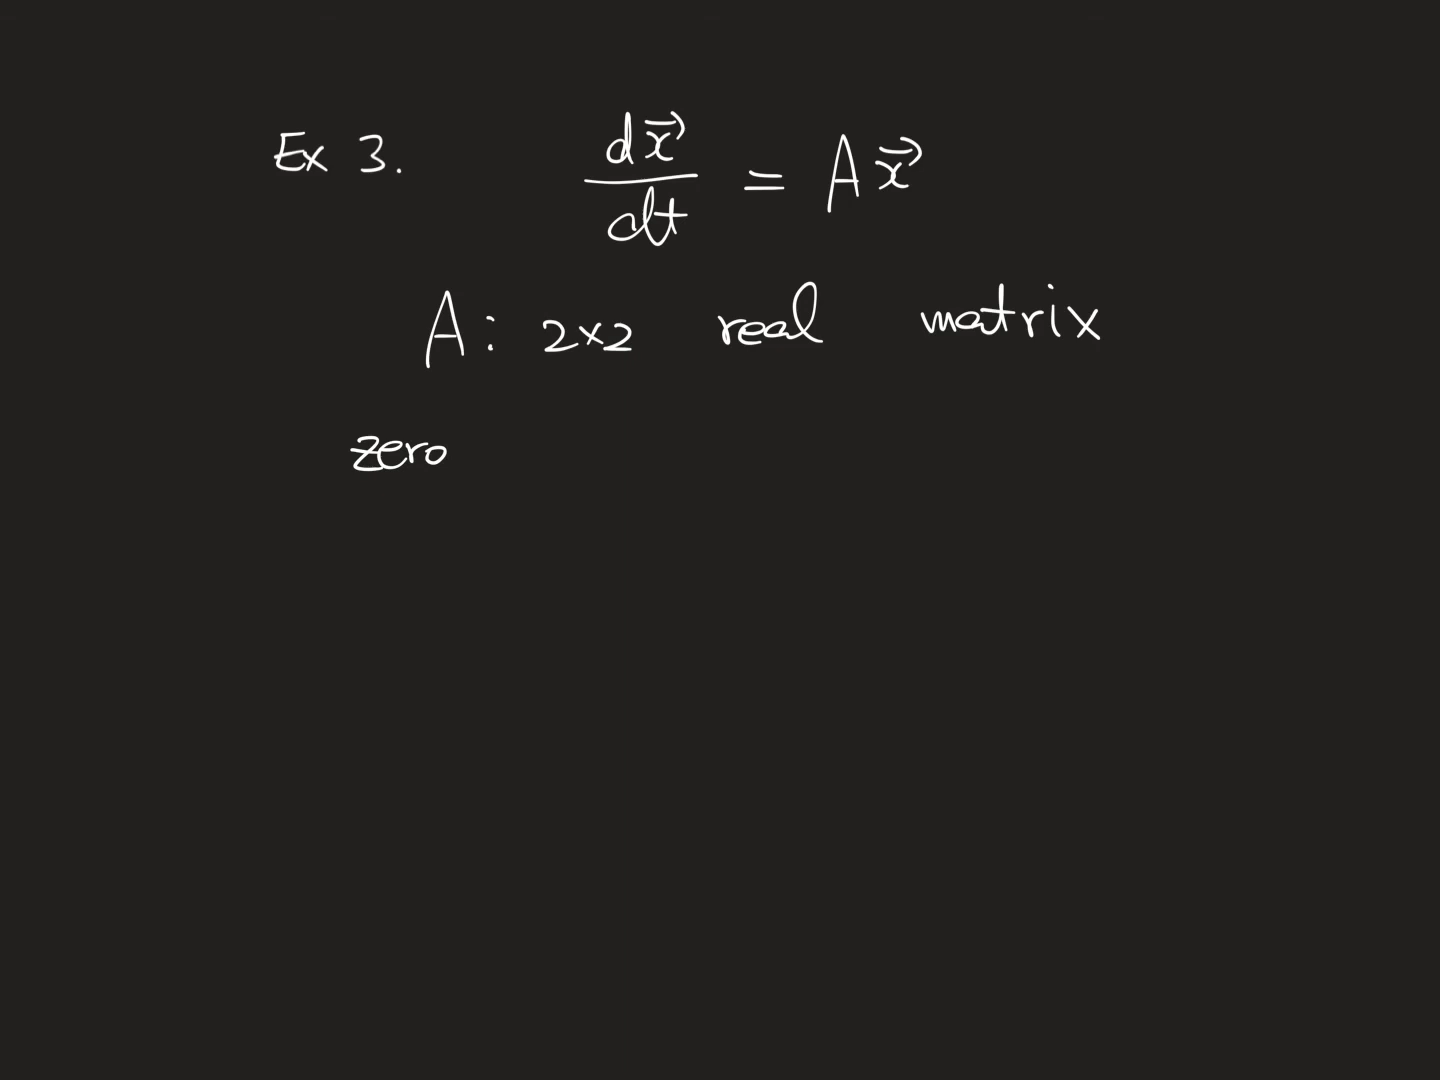 Ex 3. dx⃗/dt = Ax⃗
A: 2×2 real matrix
zero